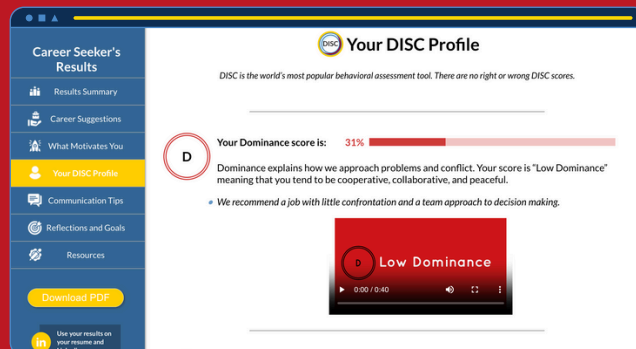 Career Seeker's
Results
Results Summary
Career Suggestions
What Motivates You
Your DISC Profile
Communication Tips
Reflections and Goals
Resources
Download PDF
in
Use your results on
your resume and
DISC
Your DISC Profile
DISC is the world's most popular behavioral assessment tool. There are no right or wrong DISC scores.
D
Your Dominance score is: 31%
Dominance explains how we approach problems and conflict. Your score is "Low Dominance"
meaning that you tend to be cooperative, collaborative, and peaceful.
We recommend a job with little confrontation and a team approach to decision making.
D Low Dominance
0:00 / 0:40